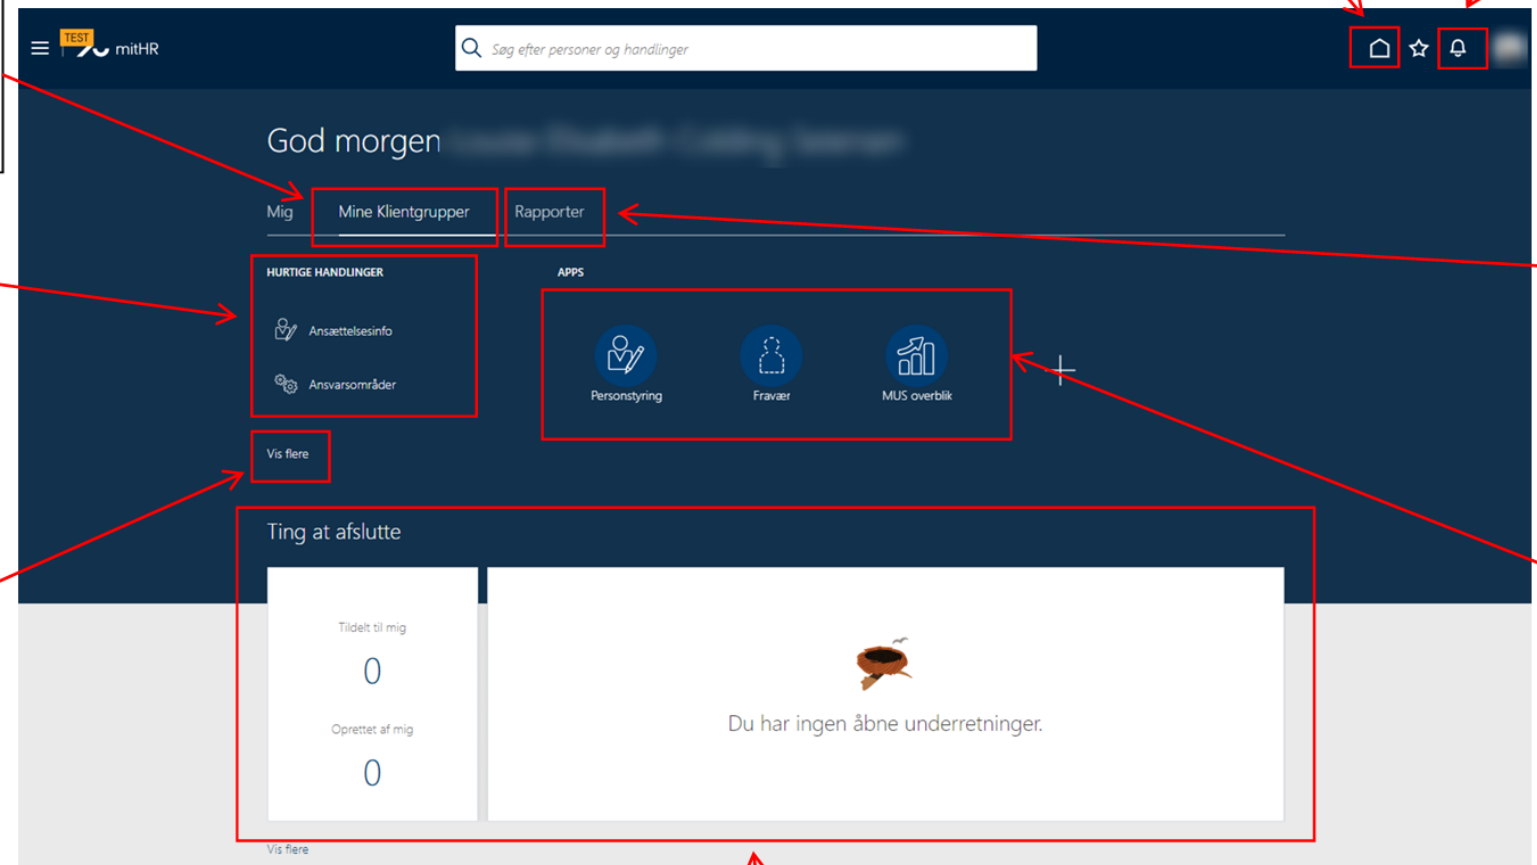 TEST
mitHR
Søg efter personer og handlinger
God morgen
Mig
Mine Klientgrupper
Rapporter
HURTIGE HANDLINGER
APPS
Ansættelsesinfo
Ansvarsområder
Personstyring
Fravær
MUS overblik
Vis flere
Ting at afslutte
Tildelt til mig
0
Oprettet af mig
0
Du har ingen åbne underretninger.
Vis flere